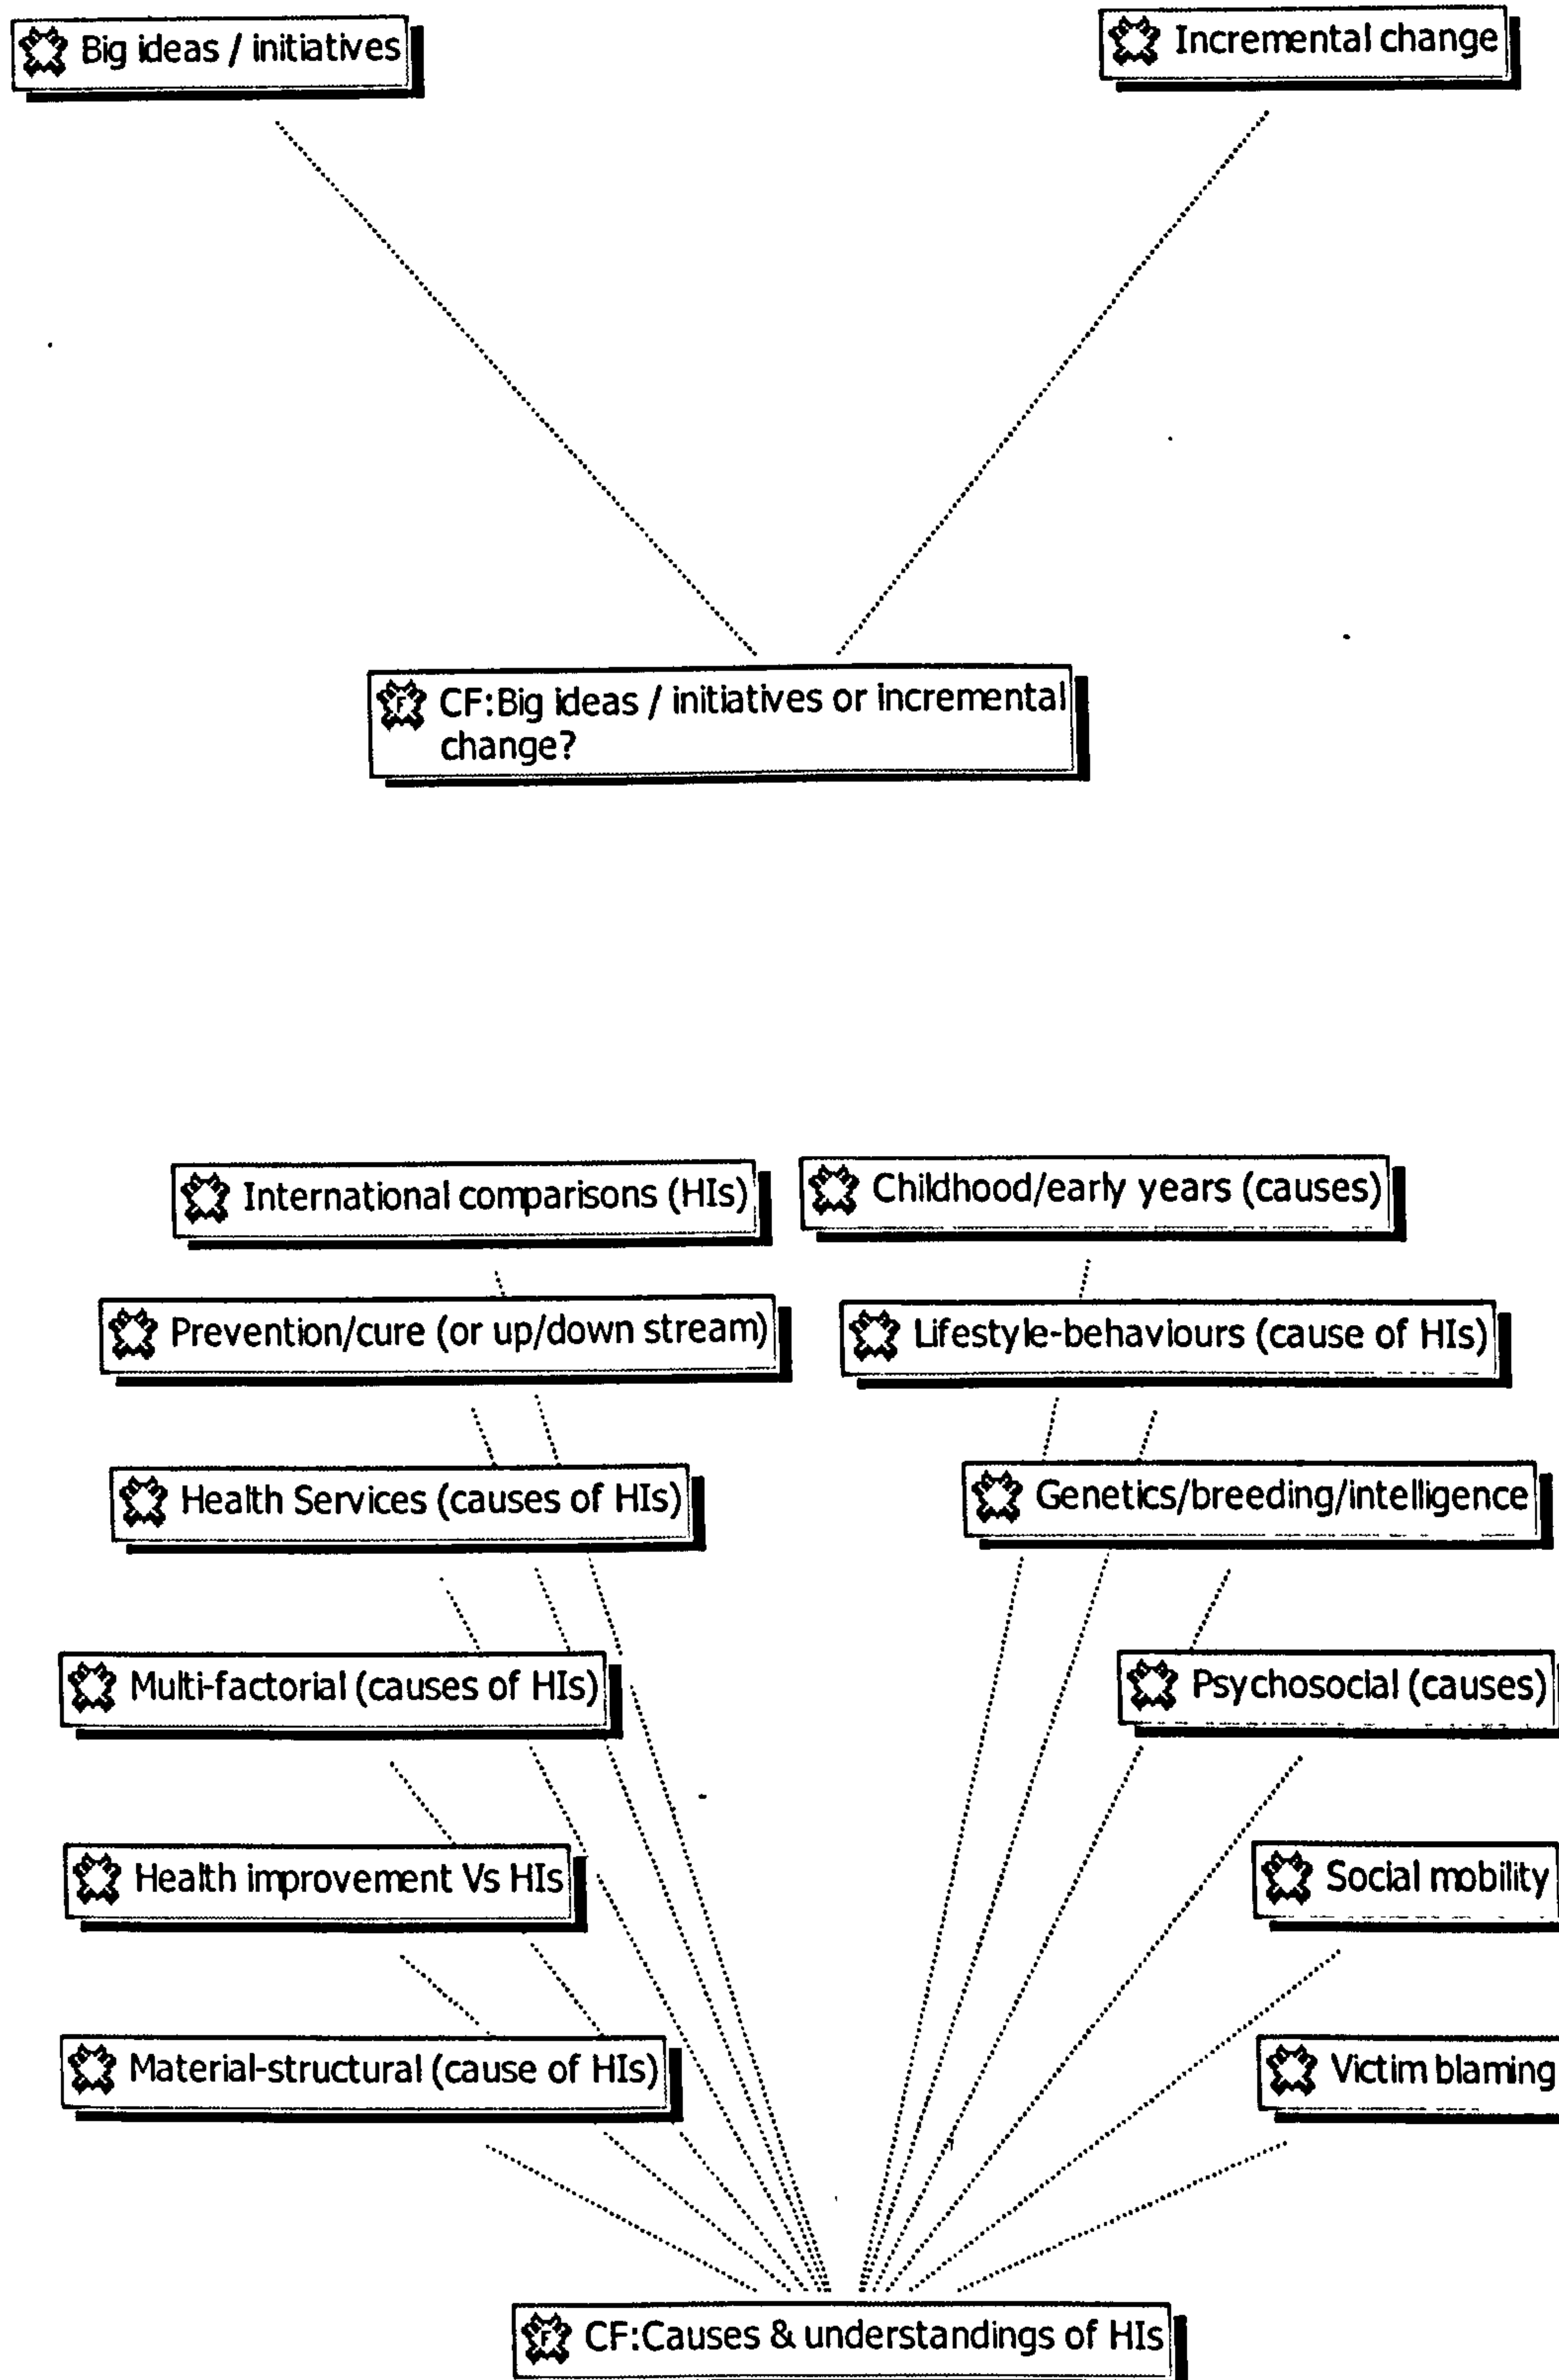 Big ideas / initiatives
Incremental change
CF:Big ideas / initiatives or incremental
change?
International comparisons (HIs)
Childhood/early years (causes)
Prevention/cure (or up/down stream)
Lifestyle-behaviours (cause of HIs)
Health Services (causes of HIs)
Genetics/breeding/intelligence
Multi-factorial (causes of HIs)
Psychosocial (causes)
Health improvement Vs HIs
Social mobility
Material-structural (cause of HIs)
Victim blaming
CF:Causes & understandings of HIs